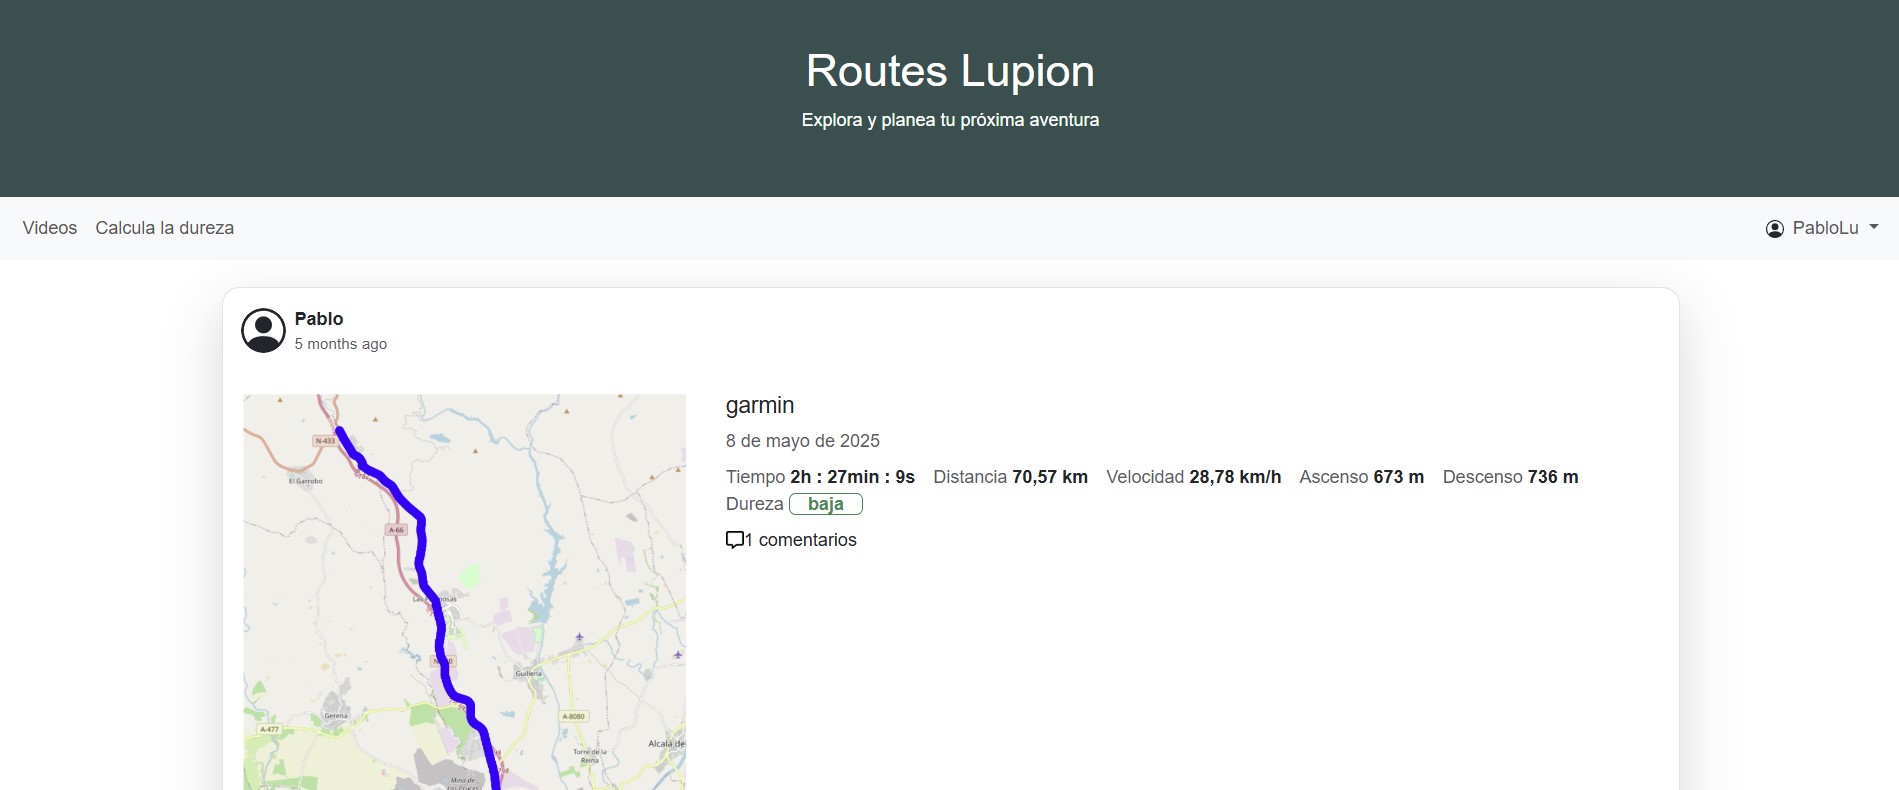 Routes Lupion
Explora y planea tu próxima aventura
Videos Calcula la dureza PabloLu
Pablo
5 months ago
garmin
8 de mayo de 2025
Tiempo 2h : 27min : 9s Distancia 70,57 km Velocidad 28,78 km/h Ascenso 673 m Descenso 736 m
Dureza baja
1 comentarios
N-433
El Garrobo
A-66
Guillena
Gerena
A-8080
A-477
Alcalá de
Torre de la
Reina
Mina de
Las Cruces